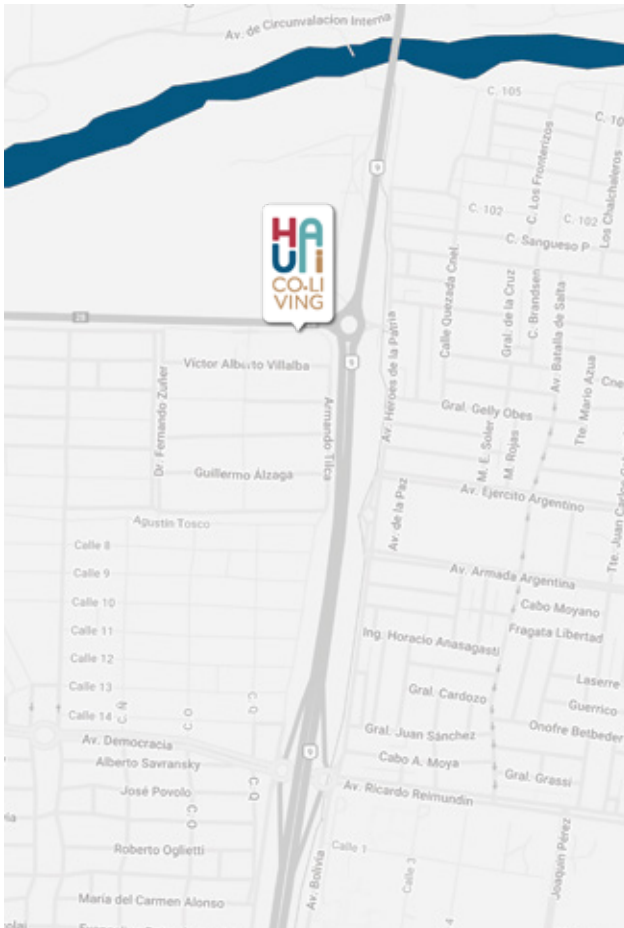 Av. de Circunvalacion Interna
C. 105
C. 10
9
C. Los Fronterizos
Los Chalchaleros
C. 102
C. 102
C. Sangueso P
HAUPI
CO·LI
VING
28
9
Calle Quezada Cnel.
Gral. de la Cruz
C. Brandsen
Av. Batalla de Salta
Av. Héroes de la Patria
Victor Alberto Villalba
Dr. Fernando Zuñer
Armando Tilca
Tte. Mario Azua
Cne
Gral. Gelly Obes
M. E. Soler
M. Rojas
Guillermo Álzaga
Av. Ejercito Argentino
Agustín Tosco
Av. de la Paz
Tte. Juan Carlos
Calle 8
Calle 9
Av. Armada Argentina
Calle 10
Cabo Moyano
Calle 11
Ing. Horacio Anasagasti
Fragata Libertad
Calle 12
Calle 13
Laserre
C. Ñ
C. O
C. Q
Gral. Cardozo
Guerrico
Calle 14
Onofre Betbeder
Av. Democracia
Gral. Juan Sánchez
9
Alberto Savransky
Cabo A. Moya
Gral. Grassi
C. Q
José Povolo
Av. Ricardo Reimundin
C. O
Roberto Oglietti
Calle 1
Calle 3
Joaquín Pérez
Av. Bolivia
María del Carmen Alonso
4